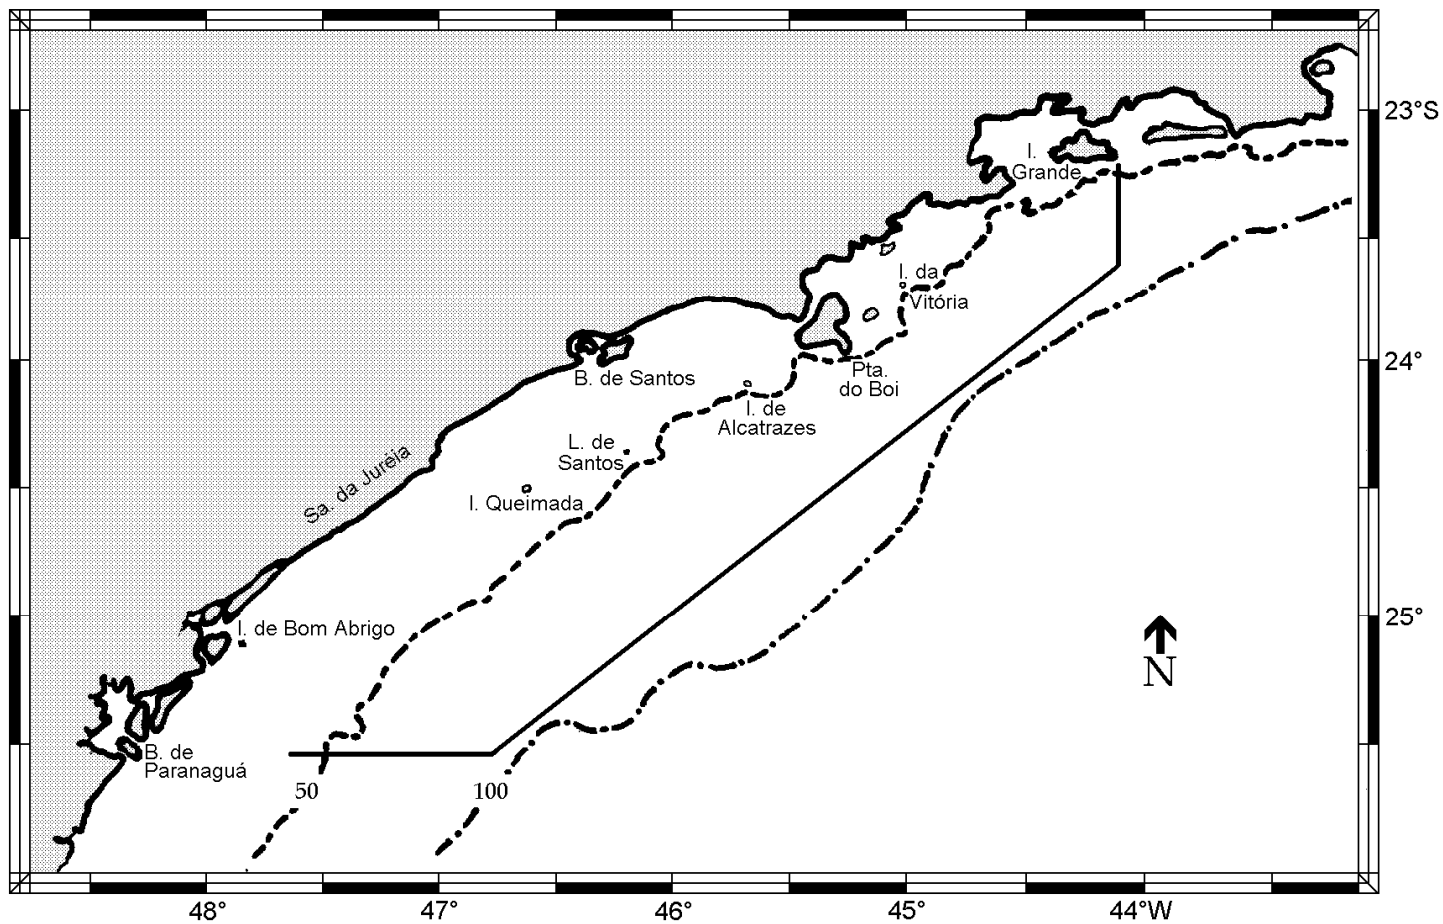 23°S
I.
Grande
I. da
Vitória
24°
Pta.
do Boi
B. de Santos
I. de
Alcatrazes
L. de
Santos
Sa. da Juréia
I. Queimada
25°
I. de Bom Abrigo
N
B. de
Paranaguá
50
100
48°
47°
46°
45°
44°W